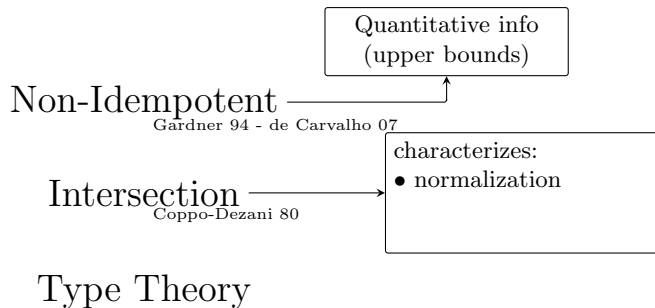 Quantitative info
(upper bounds)
Non-Idempotent
Gardner 94 - de Carvalho 07
characterizes:
• normalization
Intersection
Coppo-Dezani 80
Type Theory